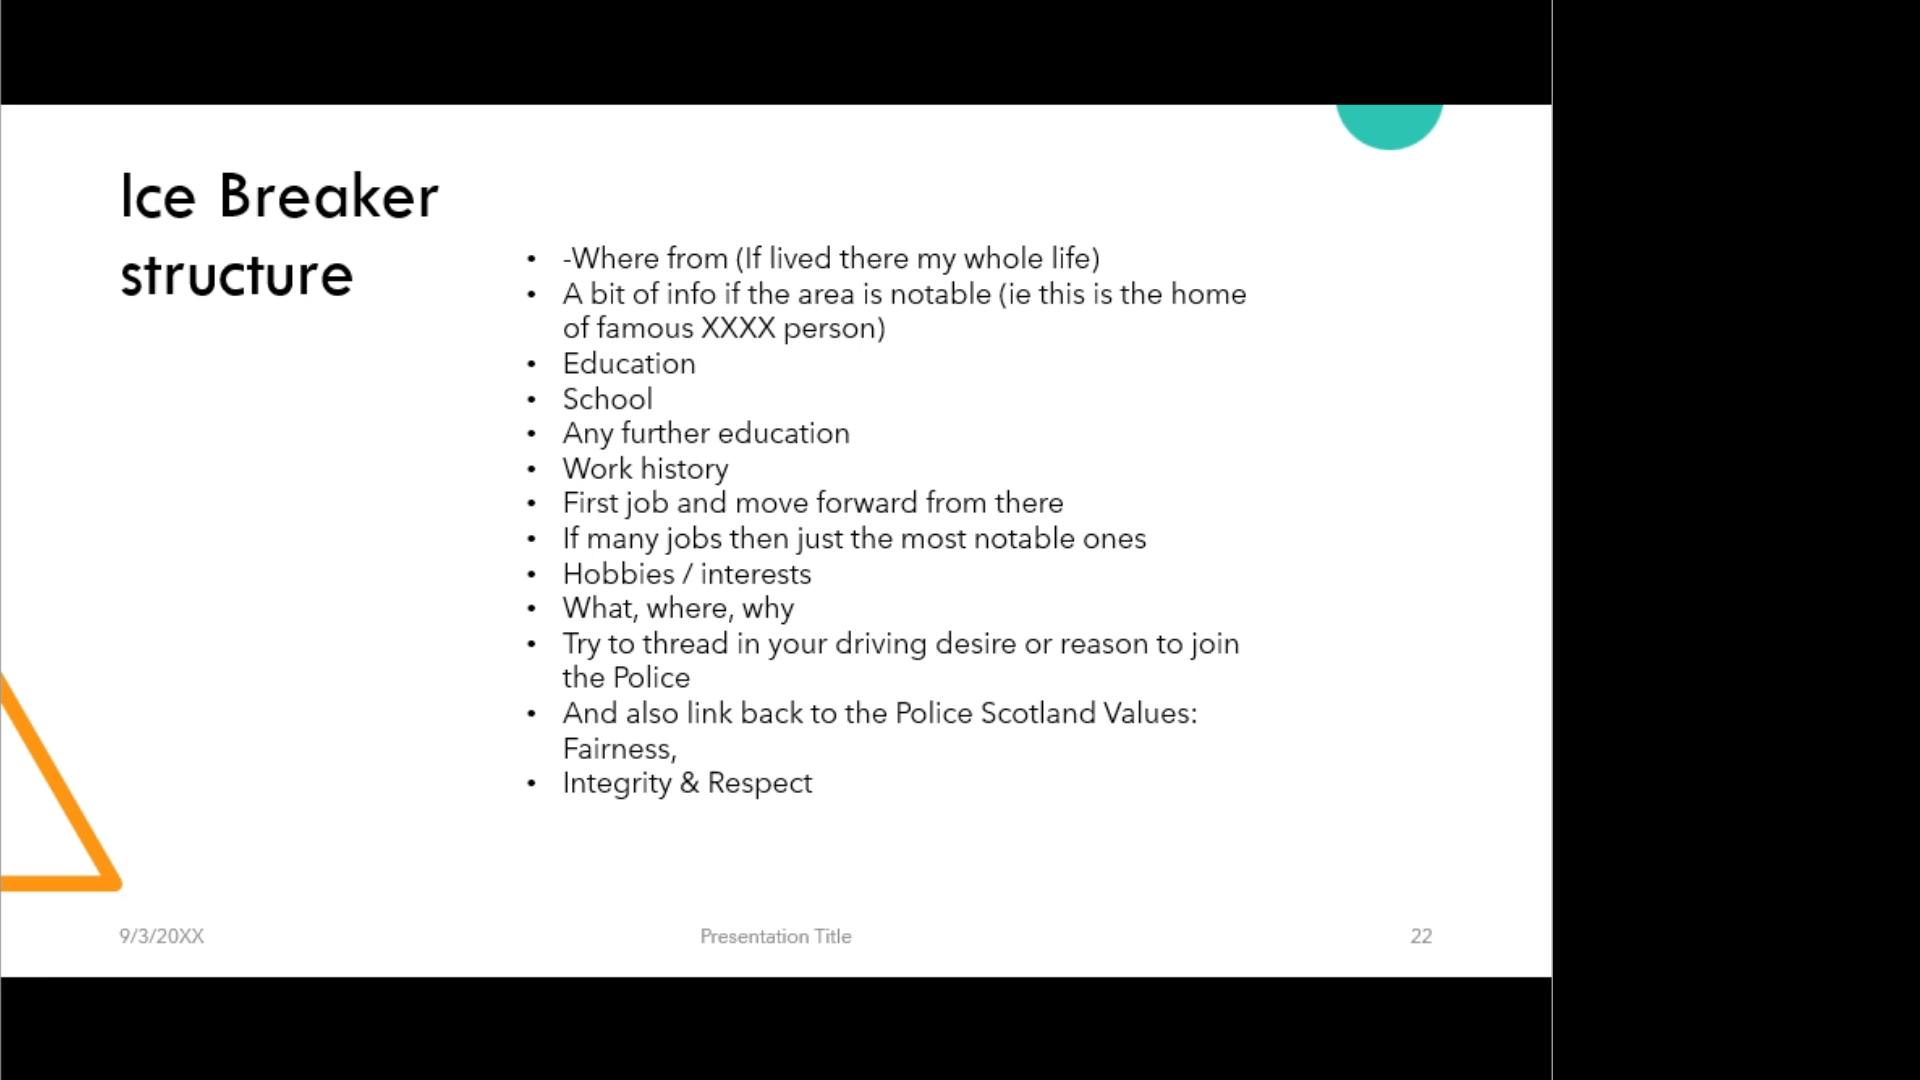 Ice Breaker
structure
• -Where from (If lived there my whole life)
• A bit of info if the area is notable (ie this is the home
of famous XXXX person)
• Education
• School
• Any further education
• Work history
• First job and move forward from there
• If many jobs then just the most notable ones
• Hobbies / interests
• What, where, why
• Try to thread in your driving desire or reason to join
the Police
• And also link back to the Police Scotland Values:
Fairness,
• Integrity & Respect
9/3/20XX
Presentation Title
22